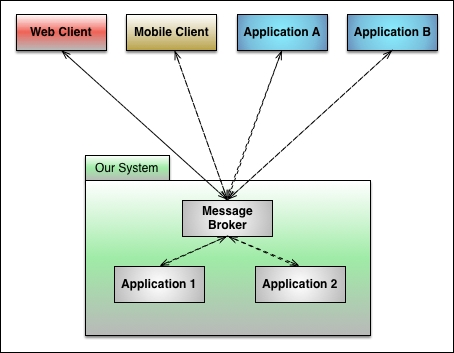 Web Client
Mobile Client
Application A
Application B
Our System
Message
Broker
Application 1
Application 2